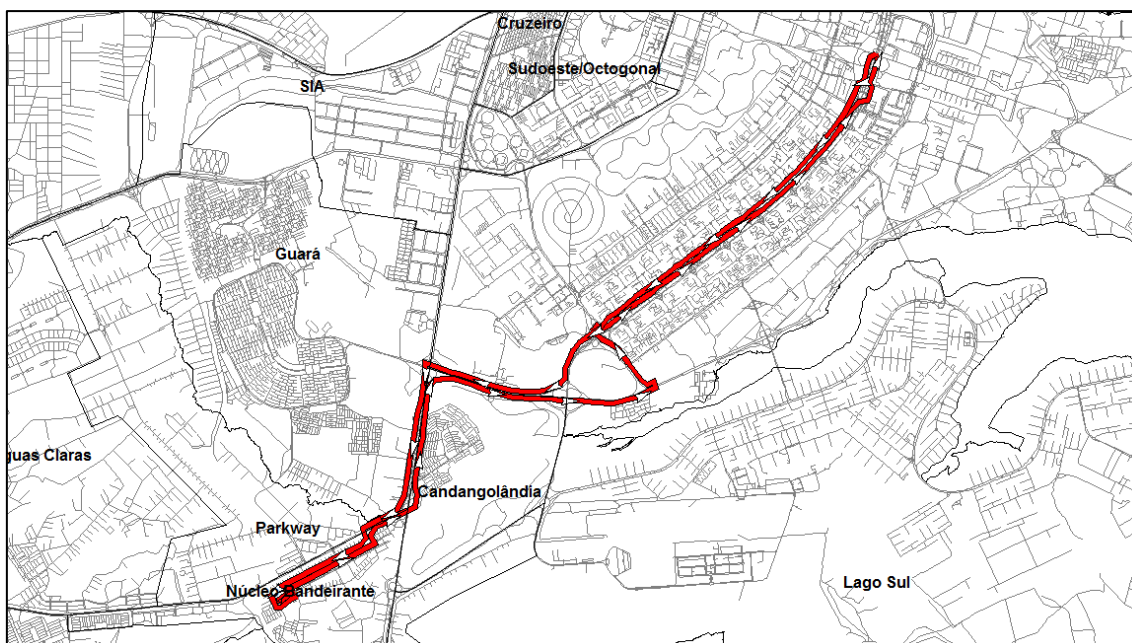 Cruzeiro
Sudoeste/Octogonal
SIA
Guará
guas Claras
Candangolândia
Parkway
Núcleo Bandeirante
Lago Sul